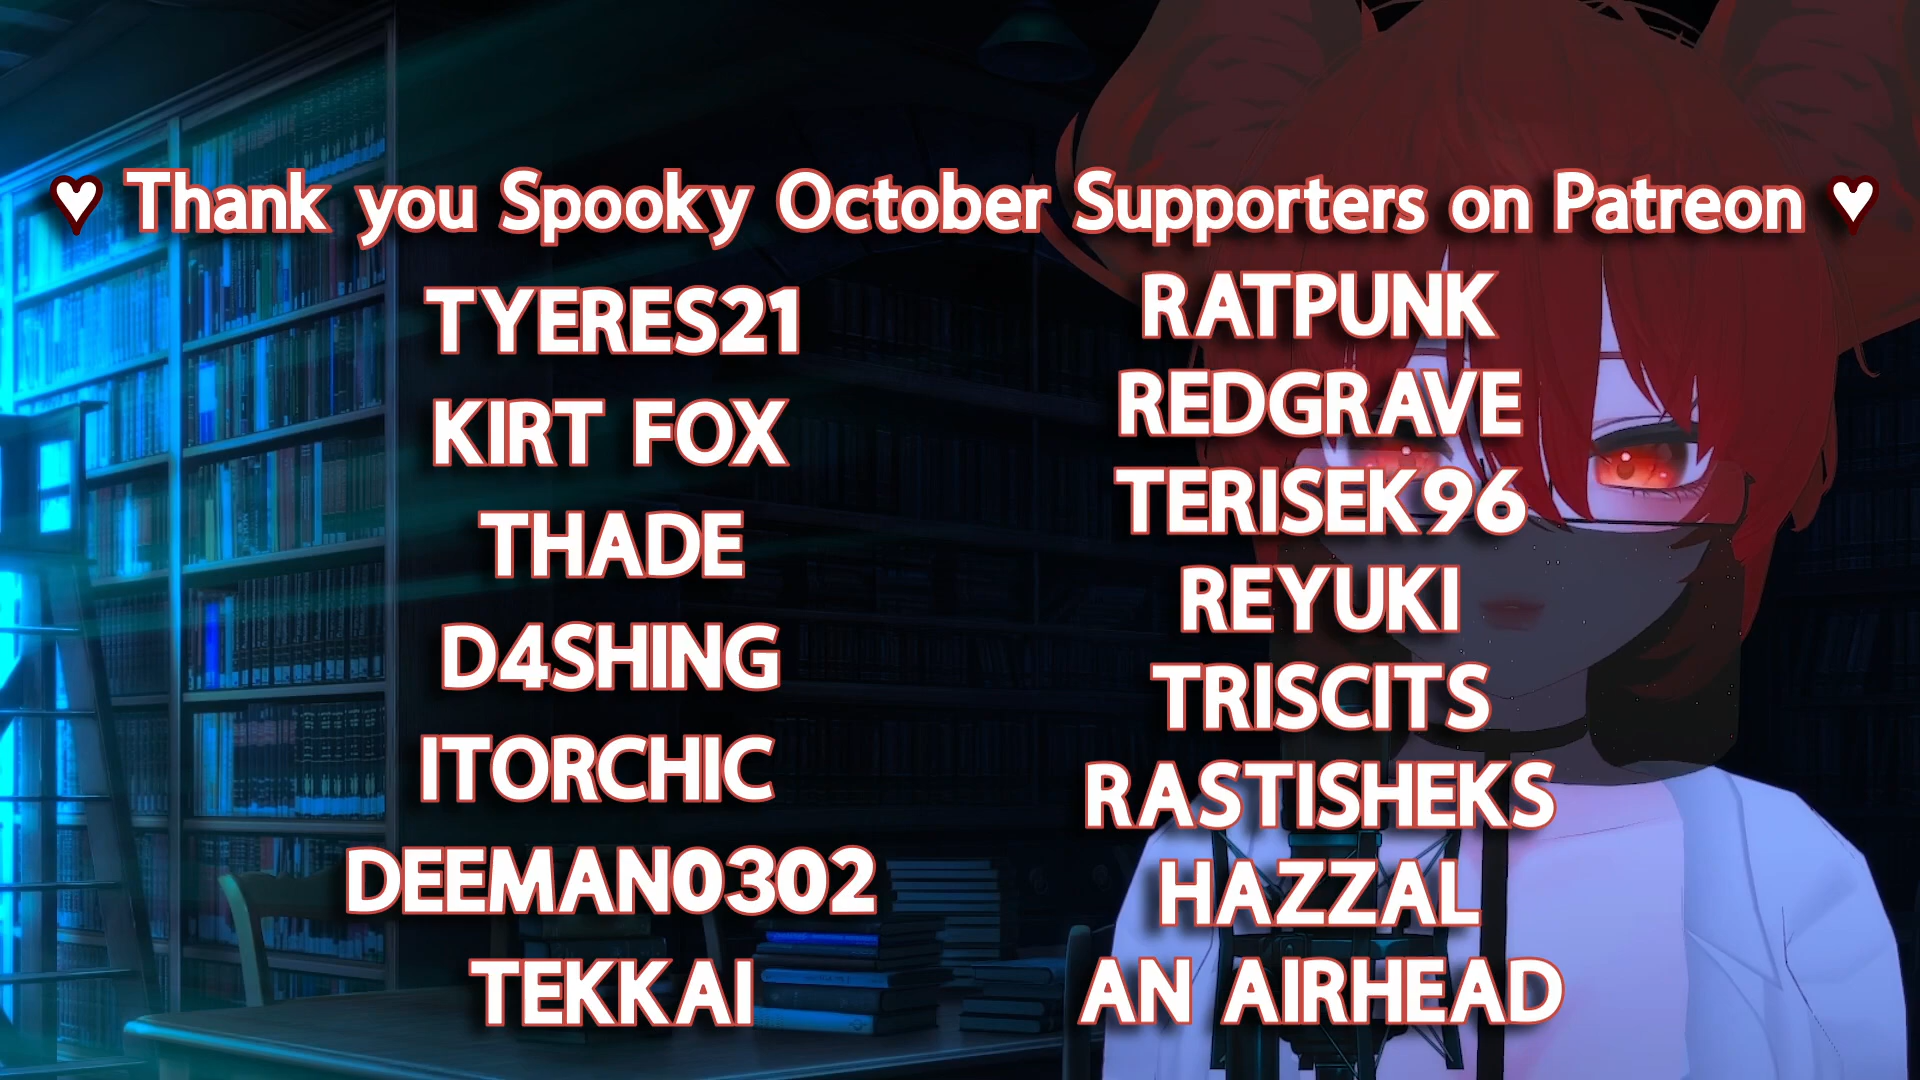 ♥ Thank you Spooky October Supporters on Patreon ♥
TYERES21
KIRT FOX
THADE
D4SHING
ITORCHIC
DEEMAN0302
TEKKAI
RATPUNK
REDGRAVE
TERISEK96
REYUKI
TRISCITS
RASTISHEKS
HAZZAL
AN AIRHEAD